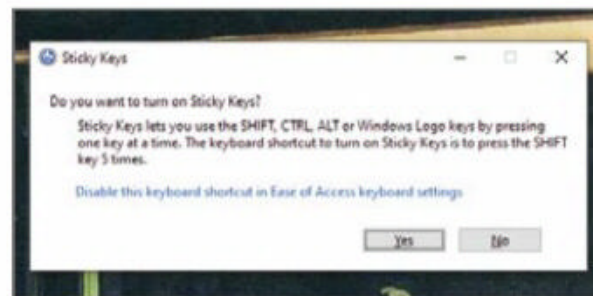 Sticky Keys
Do you want to turn on Sticky Keys?
Sticky Keys lets you use the SHIFT, CTRL, ALT or Windows Logo keys by pressing
one key at a time. The keyboard shortcut to turn on Sticky Keys is to press the SHIFT
key 5 times.
Disable this keyboard shortcut in Ease of Access keyboard settings
Yes No